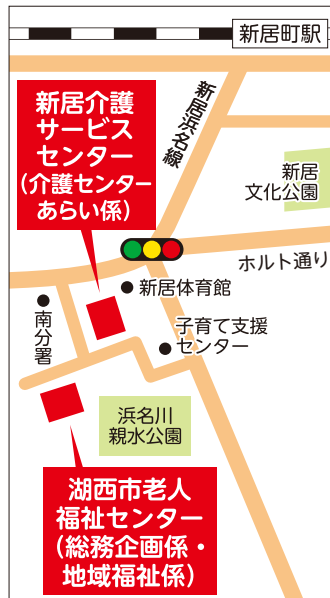 新居町駅
新居介護
サービス
センター
(介護センター
あらい係)
新居浜名線
新居
文化公園
ホルト通り
新居体育館
南分署
子育て支援
センター
浜名川
親水公園
湖西市老人
福祉センター
(総務企画係・
地域福祉係)